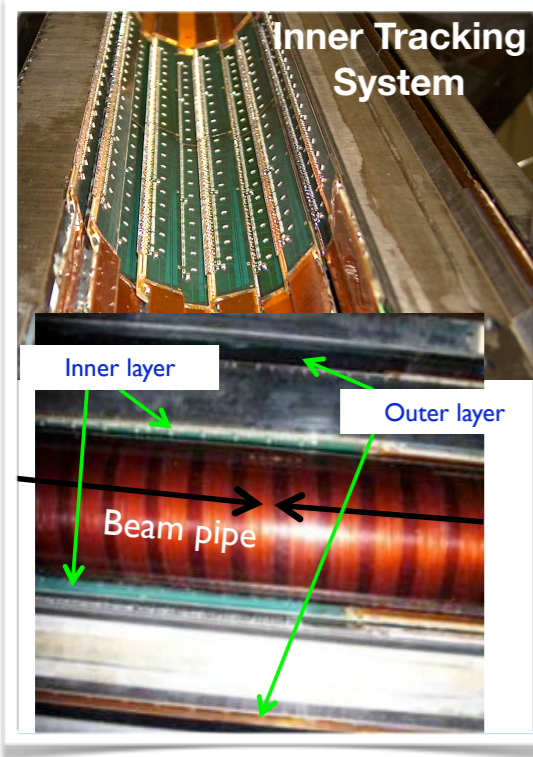 Inner Tracking
System
Inner layer
Outer layer
Beam pipe